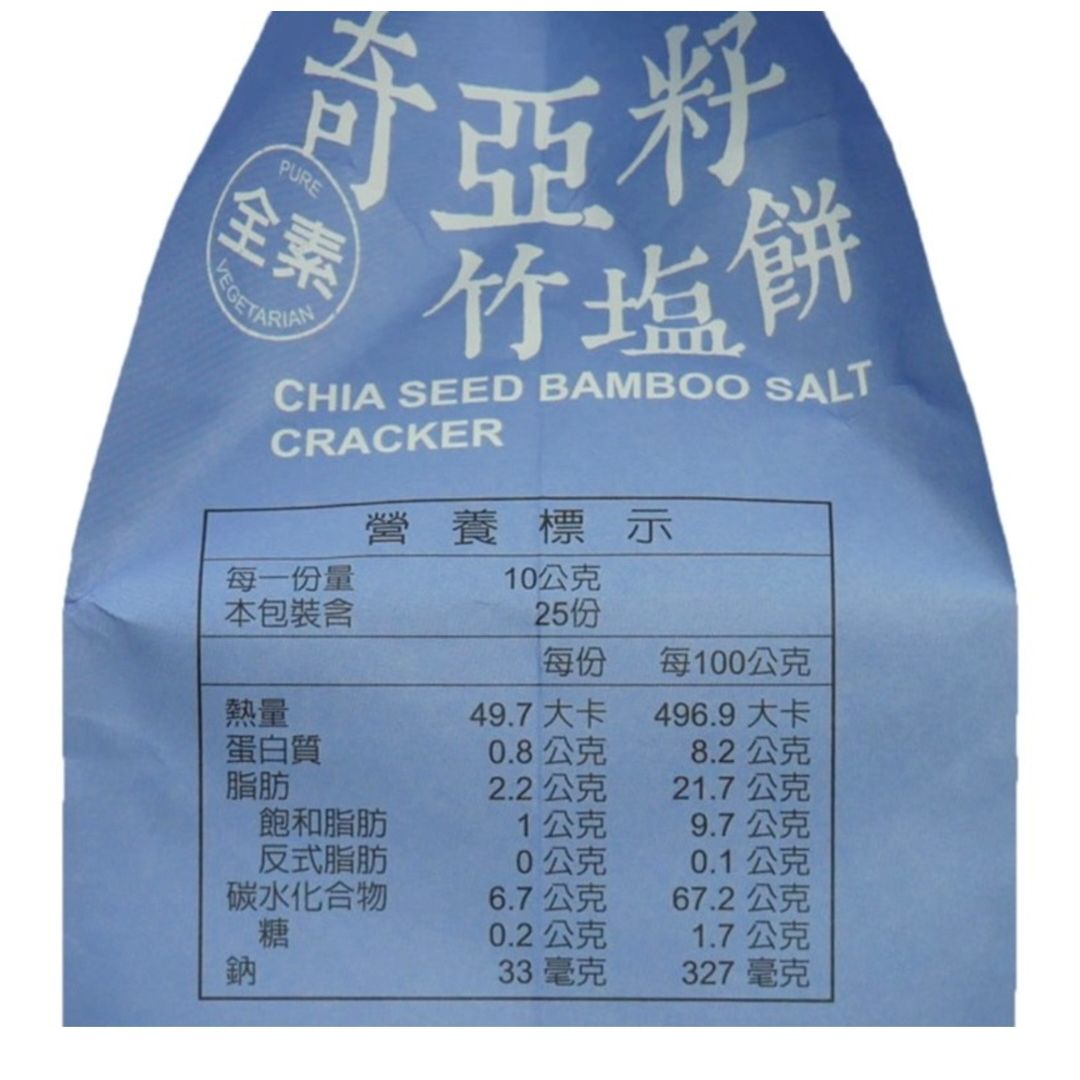 奇亞籽
竹塩餅
PURE
全素
VEGETARIAN
CHIA SEED BAMBOO SALT
CRACKER
營養標示
每一份量 10公克
本包裝含 25份
每份 每100公克
熱量 49.7 大卡 496.9 大卡
蛋白質 0.8 公克 8.2 公克
脂肪 2.2 公克 21.7 公克
飽和脂肪 1 公克 9.7 公克
反式脂肪 0 公克 0.1 公克
碳水化合物 6.7 公克 67.2 公克
糖 0.2 公克 1.7 公克
鈉 33 毫克 327 毫克